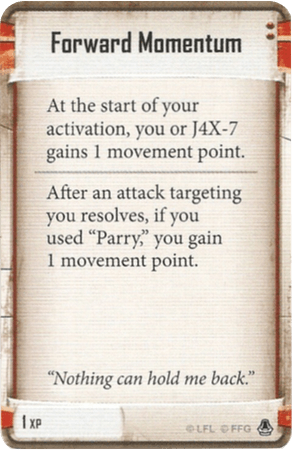 Forward Momentum
At the start of your
activation, you or J4X-7
gains 1 movement point.
After an attack targeting
you resolves, if you
used “Parry,” you gain
1 movement point.
“Nothing can hold me back.”
1 XP
© LFL © FFG